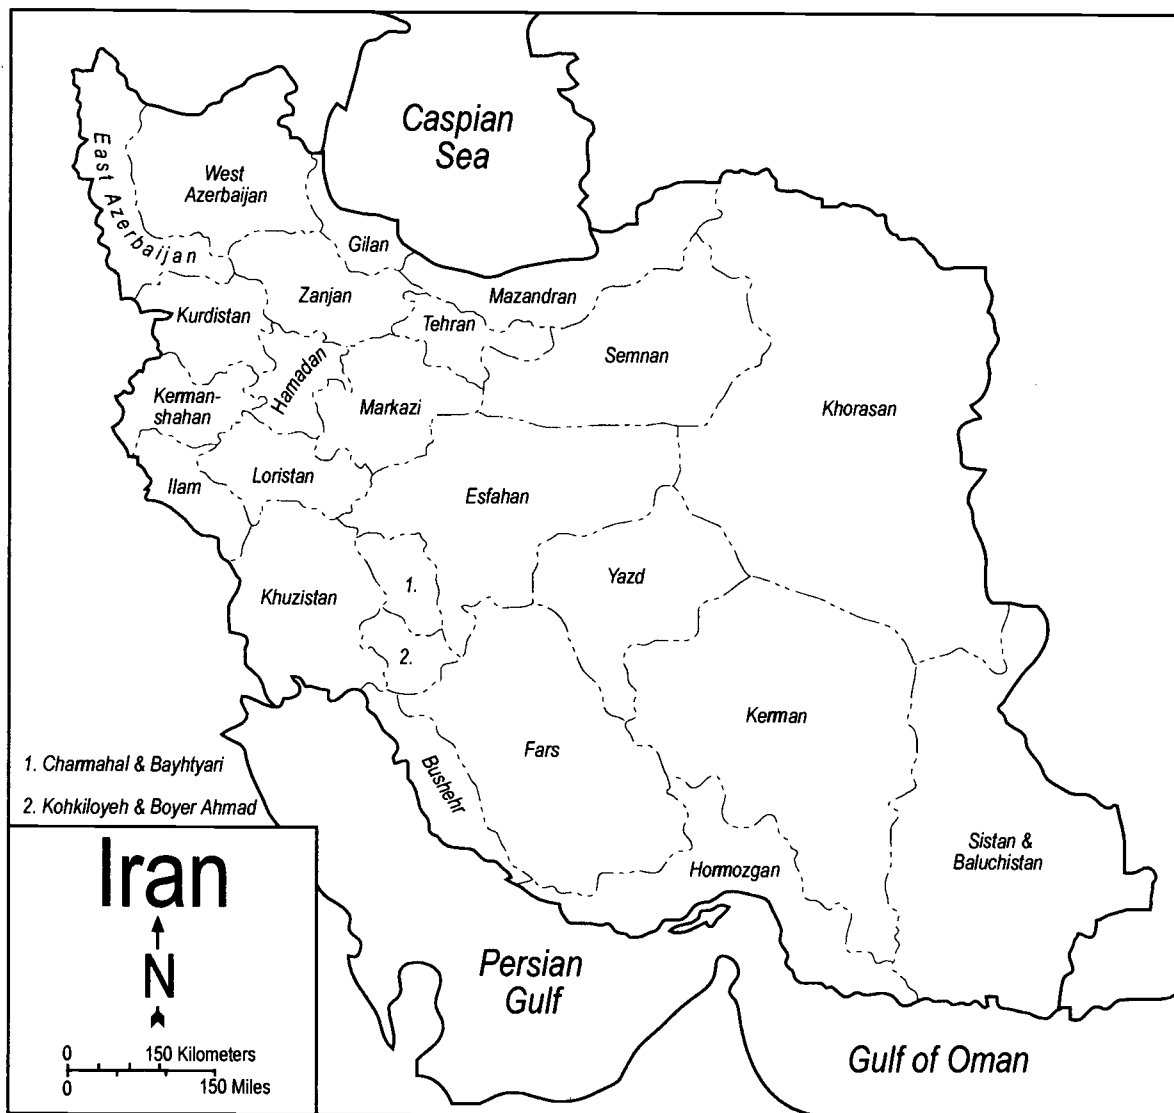 Caspian
Sea
East Azerbaijan
West
Azerbaijan
Gilan
Zanjan
Mazandran
Kurdistan
Tehran
Semnan
Hamadan
Kerman-
shahan
Markazi
Khorasan
Ilam
Loristan
Esfahan
Khuzistan
1.
Yazd
2.
Kerman
Fars
Bushehr
1. Charmahal & Bayhtyari
2. Kohkiloyeh & Boyer Ahmad
Sistan &
Baluchistan
Hormozgan
Iran
N
Persian
Gulf
Gulf of Oman
0 150 Kilometers
0 150 Miles